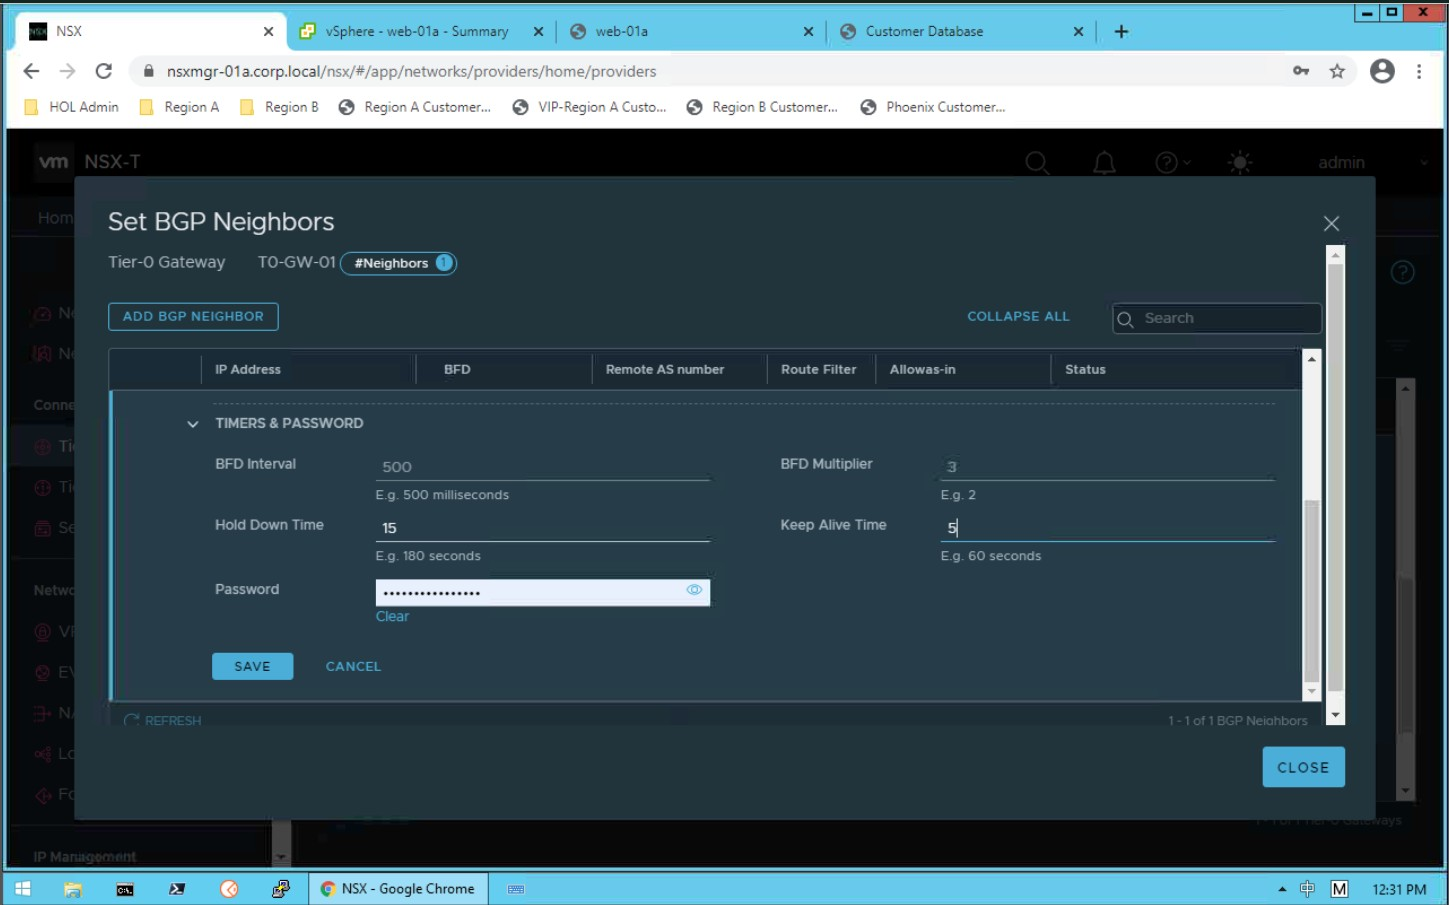 NSX
vSphere - web-01a - Summary
web-01a
Customer Database
nsxmgr-01a.corp.local/nsx/#/app/networks/providers/home/providers
HOL Admin
Region A
Region B
Region A Customer...
VIP-Region A Custo...
Region B Customer...
Phoenix Customer...
vm NSX-T
admin
Hom
Set BGP Neighbors
Tier-0 Gateway T0-GW-01 #Neighbors 1
ADD BGP NEIGHBOR
COLLAPSE ALL
Search
IP Address BFD Remote AS number Route Filter Allowas-in Status
Conne
TIMERS & PASSWORD
BFD Interval 500
E.g. 500 milliseconds
BFD Multiplier 3
E.g. 2
Hold Down Time 15
E.g. 180 seconds
Keep Alive Time 5
E.g. 60 seconds
Password ••••••••••••••••
Clear
SAVE CANCEL
REFRESH
1 - 1 of 1 BGP Neighbors
CLOSE
Netwo
IP Management
NSX - Google Chrome
中
M
12:31 PM